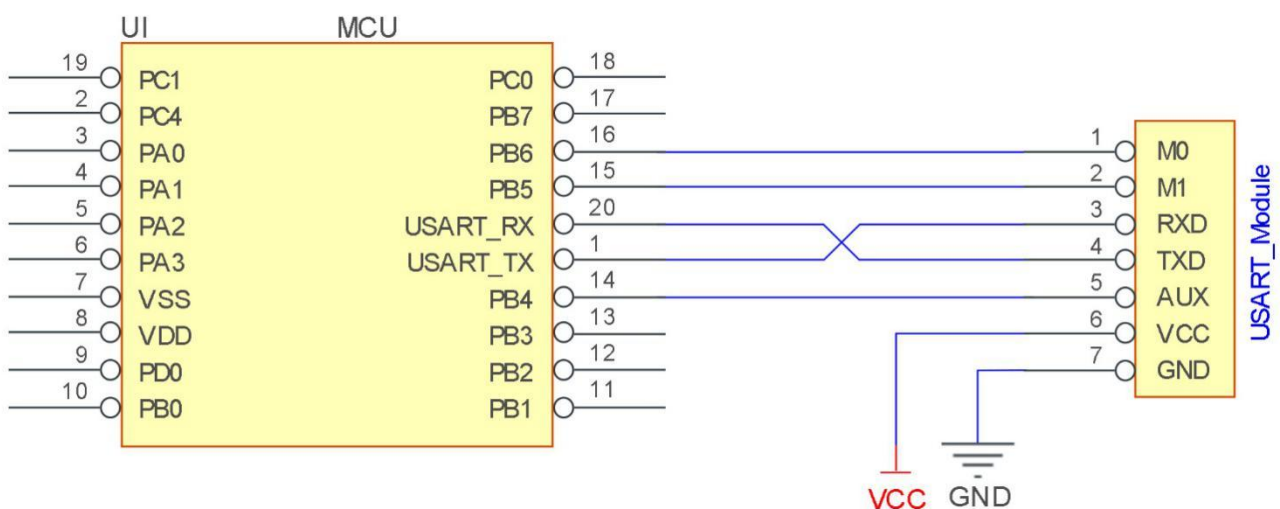 UI MCU
19 PC1 PC0 18
2 PC4 PB7 17
3 PA0 PB6 16 1 M0
4 PA1 PB5 15 2 M1
5 PA2 USART_RX 20 3 RXD
6 PA3 USART_TX 1 4 TXD
7 VSS PB4 14 5 AUX
8 VDD PB3 13 6 VCC
9 PD0 PB2 12 7 GND
10 PB0 PB1 11
USART_Module
VCC GND